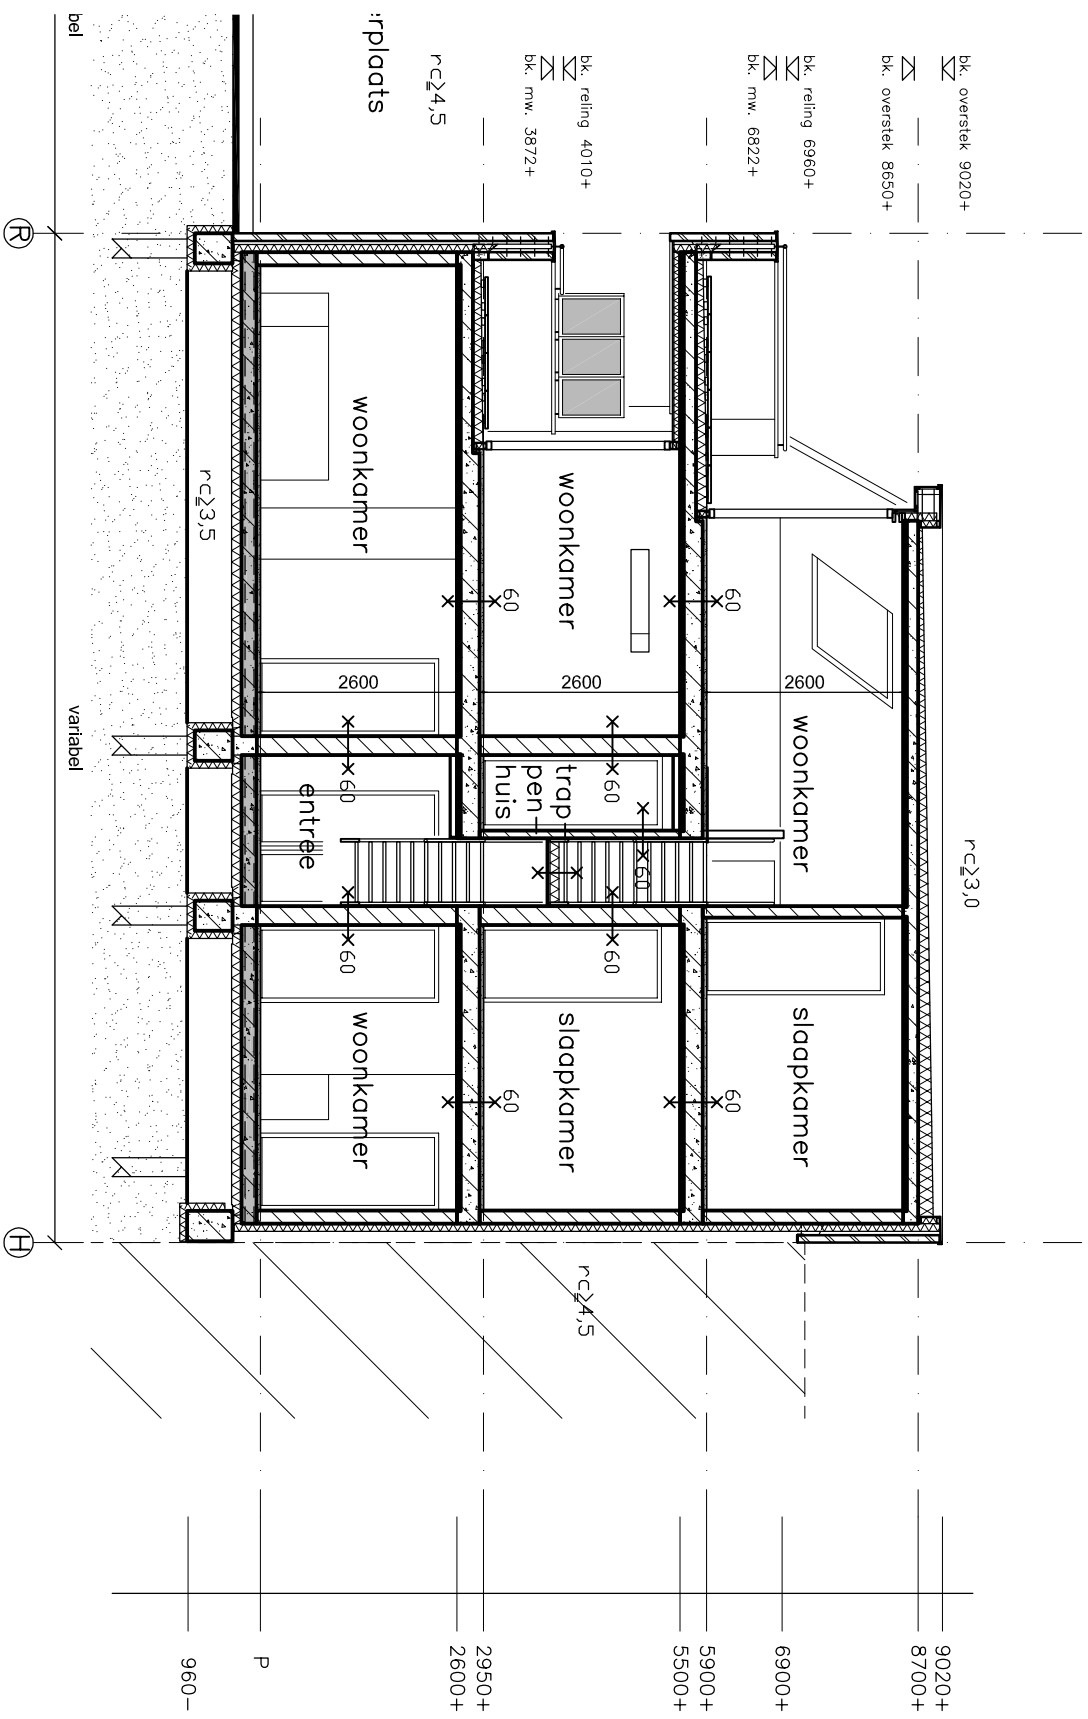 bk. overstek 9020+
bk. overstek 8650+
bk. reling 6960+
bk. mw. 6822+
bk. reling 4010+
bk. mw. 3872+
rc≥4,5
erplaats
bel
rc≥3,0
woonkamer
slaapkamer
2600
60
60
woonkamer
trap
pen
huis
slaapkamer
2600
60
60
60
60
60
woonkamer
entree
woonkamer
2600
60
60
rc≥3,5
rc≥4,5
variabel
R
H
9020+
8700+
6900+
5900+
5500+
2950+
2600+
P
960-